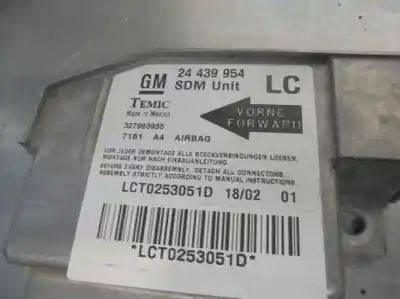 GM 24 439 954 LC
SDM Unit
TEMIC
Made in Mexico
VORNE
FORWARD
327963935
7161 A4 AIRBAG
VOR JEDER DEMONTAGE ALLE STECKVERBINDUNGEN LOESEN,
MONTAGE NUR NACH EINBAUANLEITUNG.
BEFORE EVERY DISASSEMBLY, DETACH ALL CONNECTORS.
ASSEMBLY STRICTLY ACCORDING TO MANUAL INSTRUCTIONS.
LCT0253051D 18/02 01
*LCT0253051D*